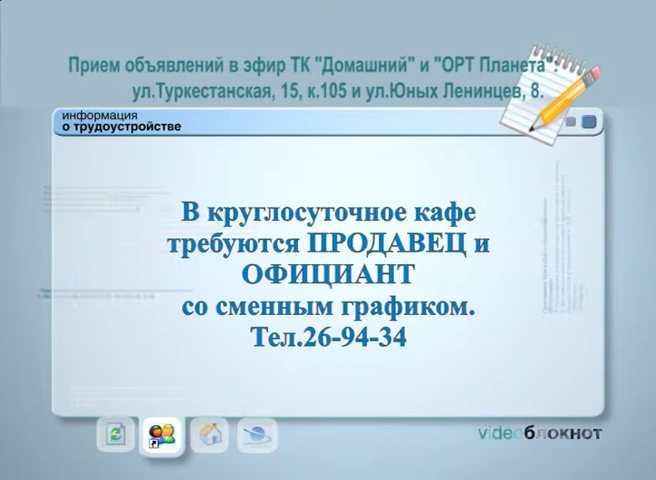 Прием объявлений в эфир ТК "Домашний" и "ОРТ Планета":
ул.Туркестанская, 15, к.105 и ул.Юных Ленинцев, 8.
информация
о трудоустройстве
В круглосуточное кафе
требуются ПРОДАВЕЦ и
ОФИЦИАНТ
со сменным графиком.
Тел.26-94-34
videoблокнот